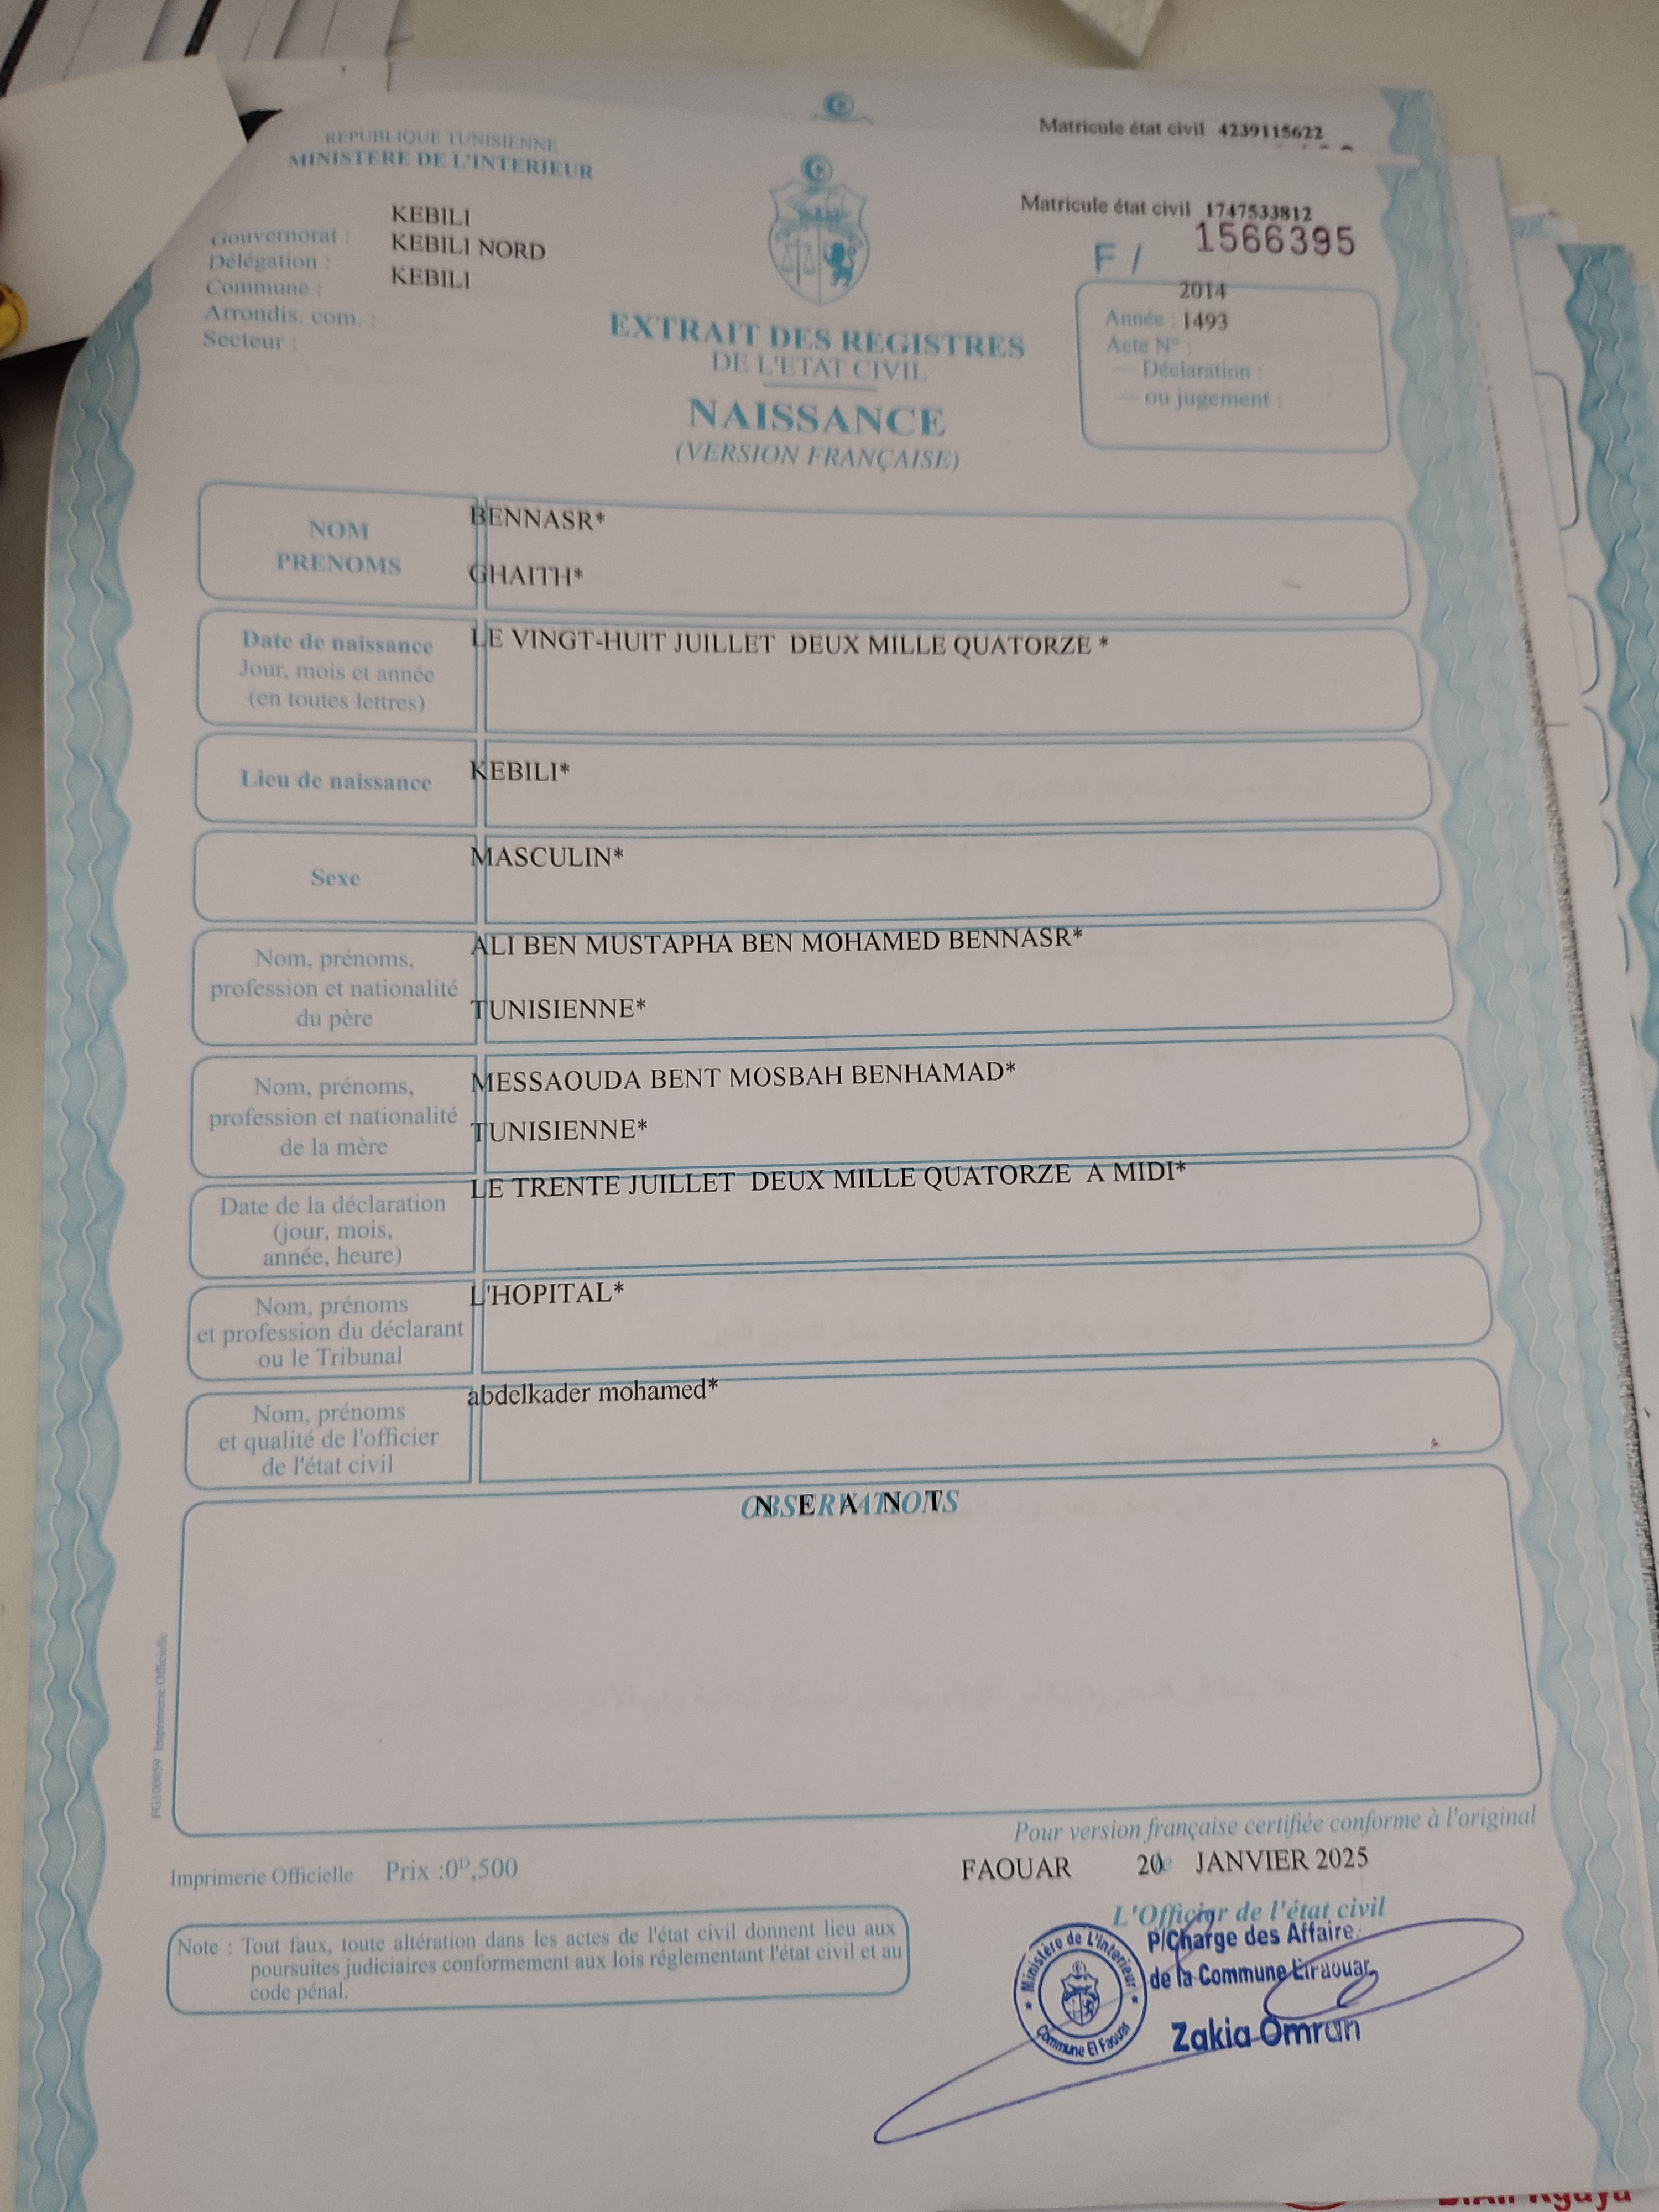 Matricule état civil 4239115622
REPUBLIQUE TUNISIENNE
MINISTERE DE L'INTERIEUR
Matricule état civil 1747533812
F / 1566395
KEBILI
Gouvernorat : KEBILI NORD
Délégation : KEBILI
Commune :
Arrondis. com. :
Secteur :
2014
Année : 1493
Acte N° :
— Déclaration :
— ou jugement :
EXTRAIT DES REGISTRES
DE L'ETAT CIVIL
NAISSANCE
(VERSION FRANÇAISE)
NOM BENNASR*
PRENOMS GHAITH*
Date de naissance LE VINGT-HUIT JUILLET DEUX MILLE QUATORZE *
Jour, mois et année
(en toutes lettres)
Lieu de naissance KEBILI*
Sexe MASCULIN*
Nom, prénoms, ALI BEN MUSTAPHA BEN MOHAMED BENNASR*
profession et nationalité
du père TUNISIENNE*
Nom, prénoms, MESSAOUDA BENT MOSBAH BENHAMAD*
profession et nationalité
de la mère TUNISIENNE*
Date de la déclaration LE TRENTE JUILLET DEUX MILLE QUATORZE A MIDI*
(jour, mois,
année, heure)
Nom, prénoms L'HOPITAL*
et profession du déclarant
ou le Tribunal
Nom, prénoms abdelkader mohamed*
et qualité de l'officier
de l'état civil
OBSERVATIONS
N E A N T
FG100059 Imprimerie Officielle
Pour version française certifiée conforme à l'original
Imprimerie Officielle Prix :0ᴰ,500
FAOUAR 20 JANVIER 2025
L'Officier de l'état civil
Note : Tout faux, toute altération dans les actes de l'état civil donnent lieu aux
poursuites judiciaires conformement aux lois réglementant l'état civil et au
code pénal.
P/Charge des Affaire
de la Commune
Zakia Omran
Ministère de L'interieur
Commune El Faouar